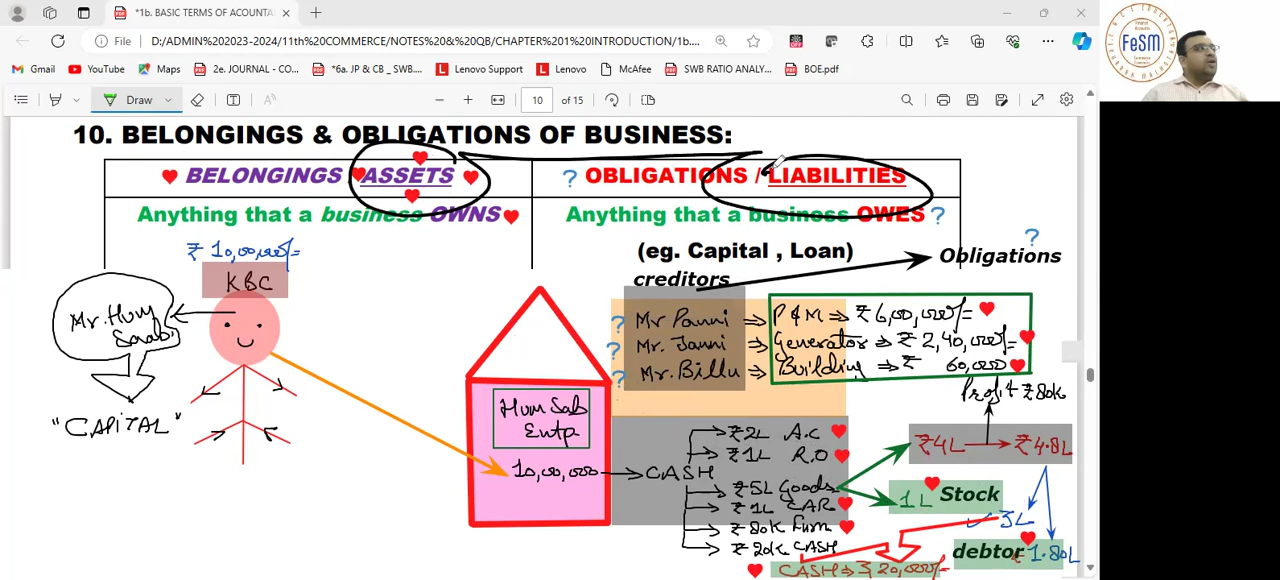 *1b. BASIC TERMS OF ACOUNTA
File
D:/ADMIN%202023-2024/11th%20COMMERCE/NOTES%20&%20QB/CHAPTER%201%20INTRODUCTION/1b....
Gmail YouTube Maps 2e. JOURNAL - CO... *6a. JP & CB _ SWB.... Lenovo Support Lenovo McAfee SWB RATIO ANALY... BOE.pdf
Draw 10 of 15
FeSM
10. BELONGINGS & OBLIGATIONS OF BUSINESS:
BELONGINGS ASSETS
? OBLIGATIONS / LIABILITIES
Anything that a business OWNS
Anything that a business OWES ?
(eg. Capital , Loan)
creditors
?
Obligations
₹ 10,00,000/=
KBC
Mr. Hum
Saab
"CAPITAL"
? Mr Panni ⇒ P & M ⇒ ₹ 6,00,000/=
? Mr. Janni ⇒ Generator ⇒ ₹ 2,40,000/=
? Mr. Billu ⇒ Building ⇒ ₹ 60,000
Profit ₹ 80k
Hum Sab
Entp
10,00,000 → CASH
₹2L A.C
₹1L R.O
₹5L Goods
₹1L CAR
₹80k Furn
₹20k CASH
₹4L → ₹4.8L
1L Stock
3L
debtor 1.80L
CASH ⇒ ₹ 20,000/=